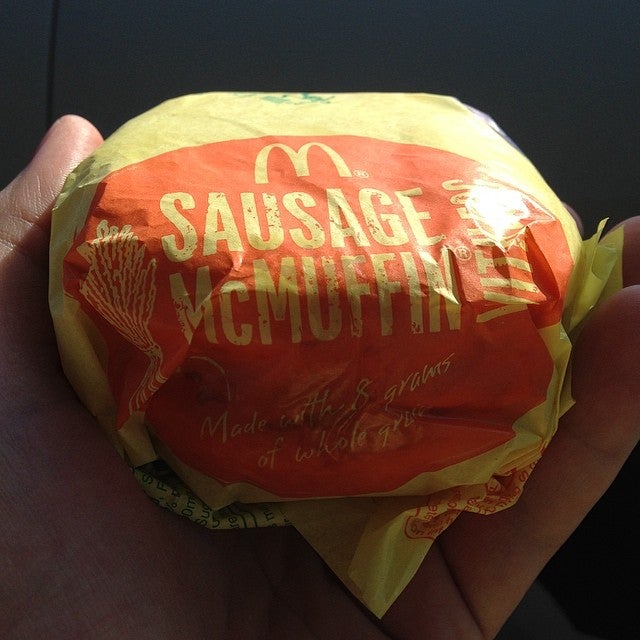 SAUSAGE
McMUFFIN®
WITH EGG
Made with 8 grams
of whole grain